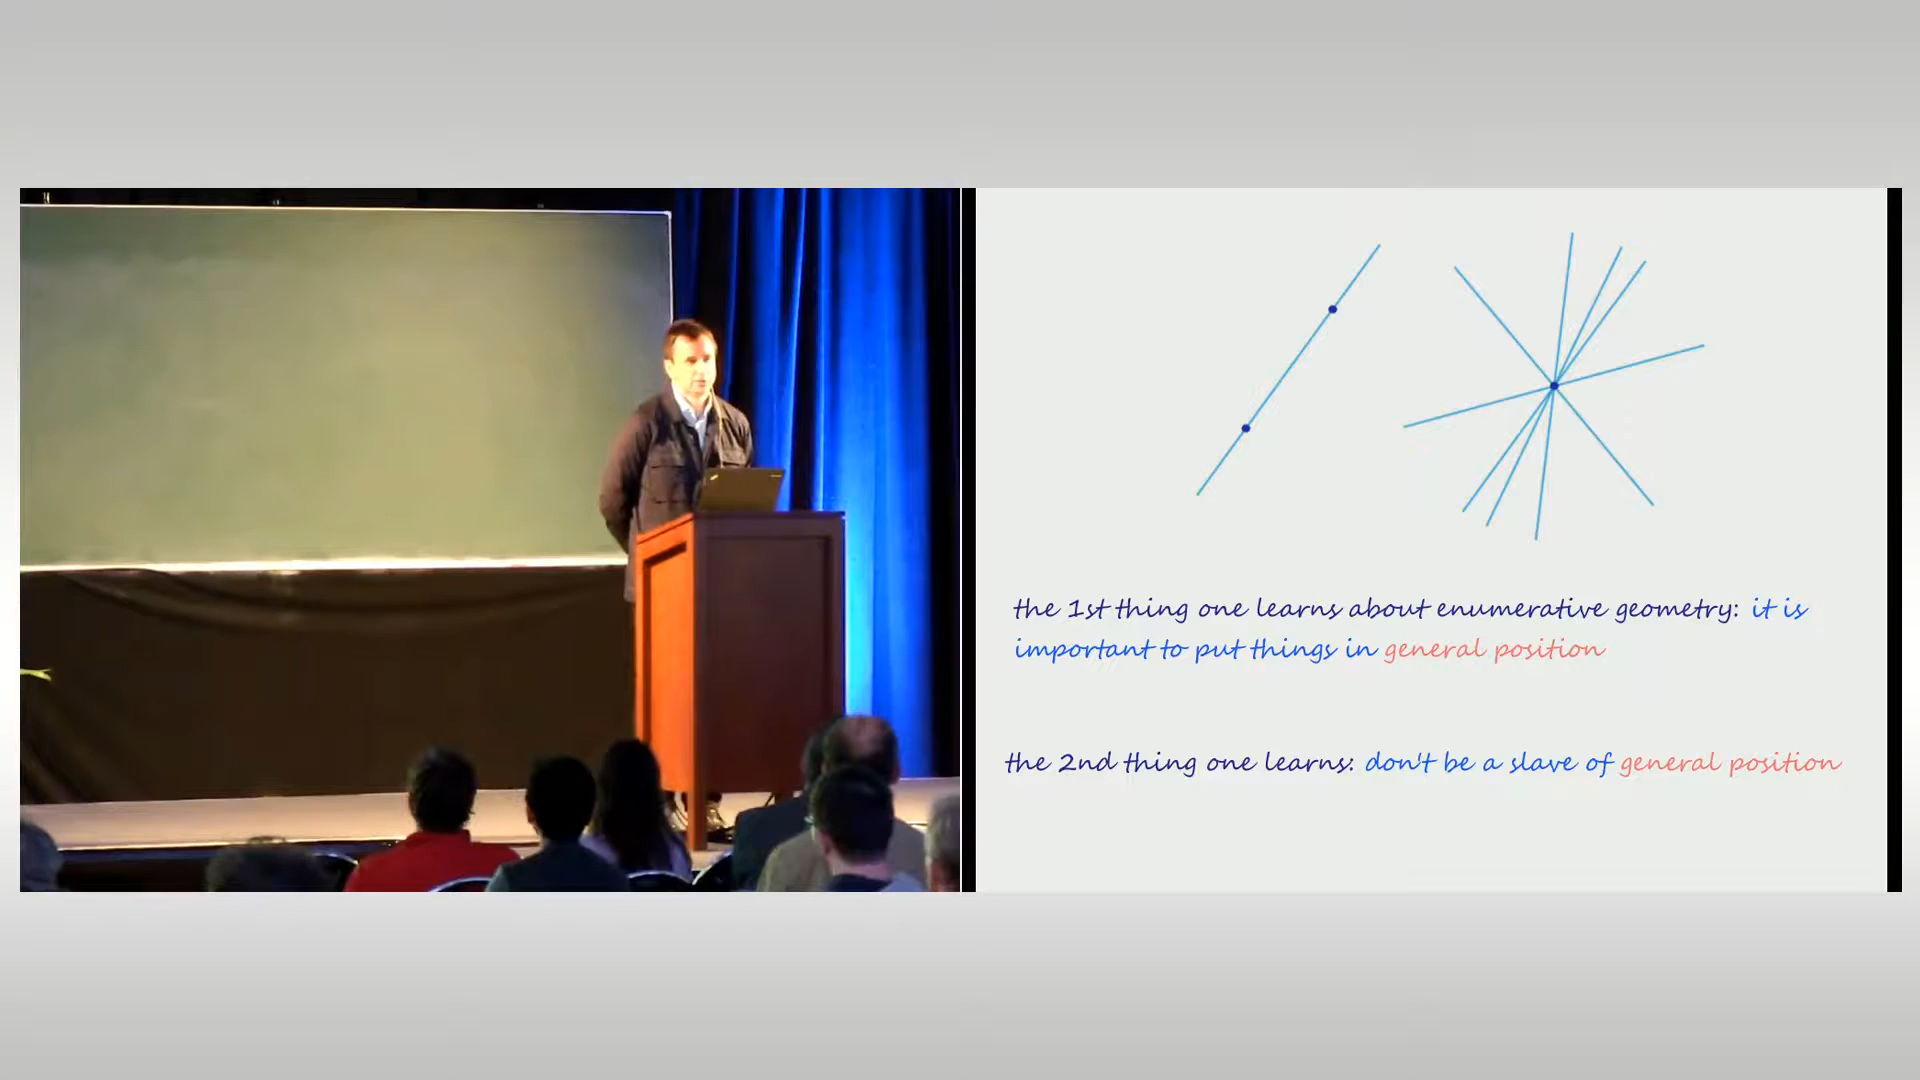 the 1st thing one learns about enumerative geometry: it is
important to put things in general position
the 2nd thing one learns: don't be a slave of general position